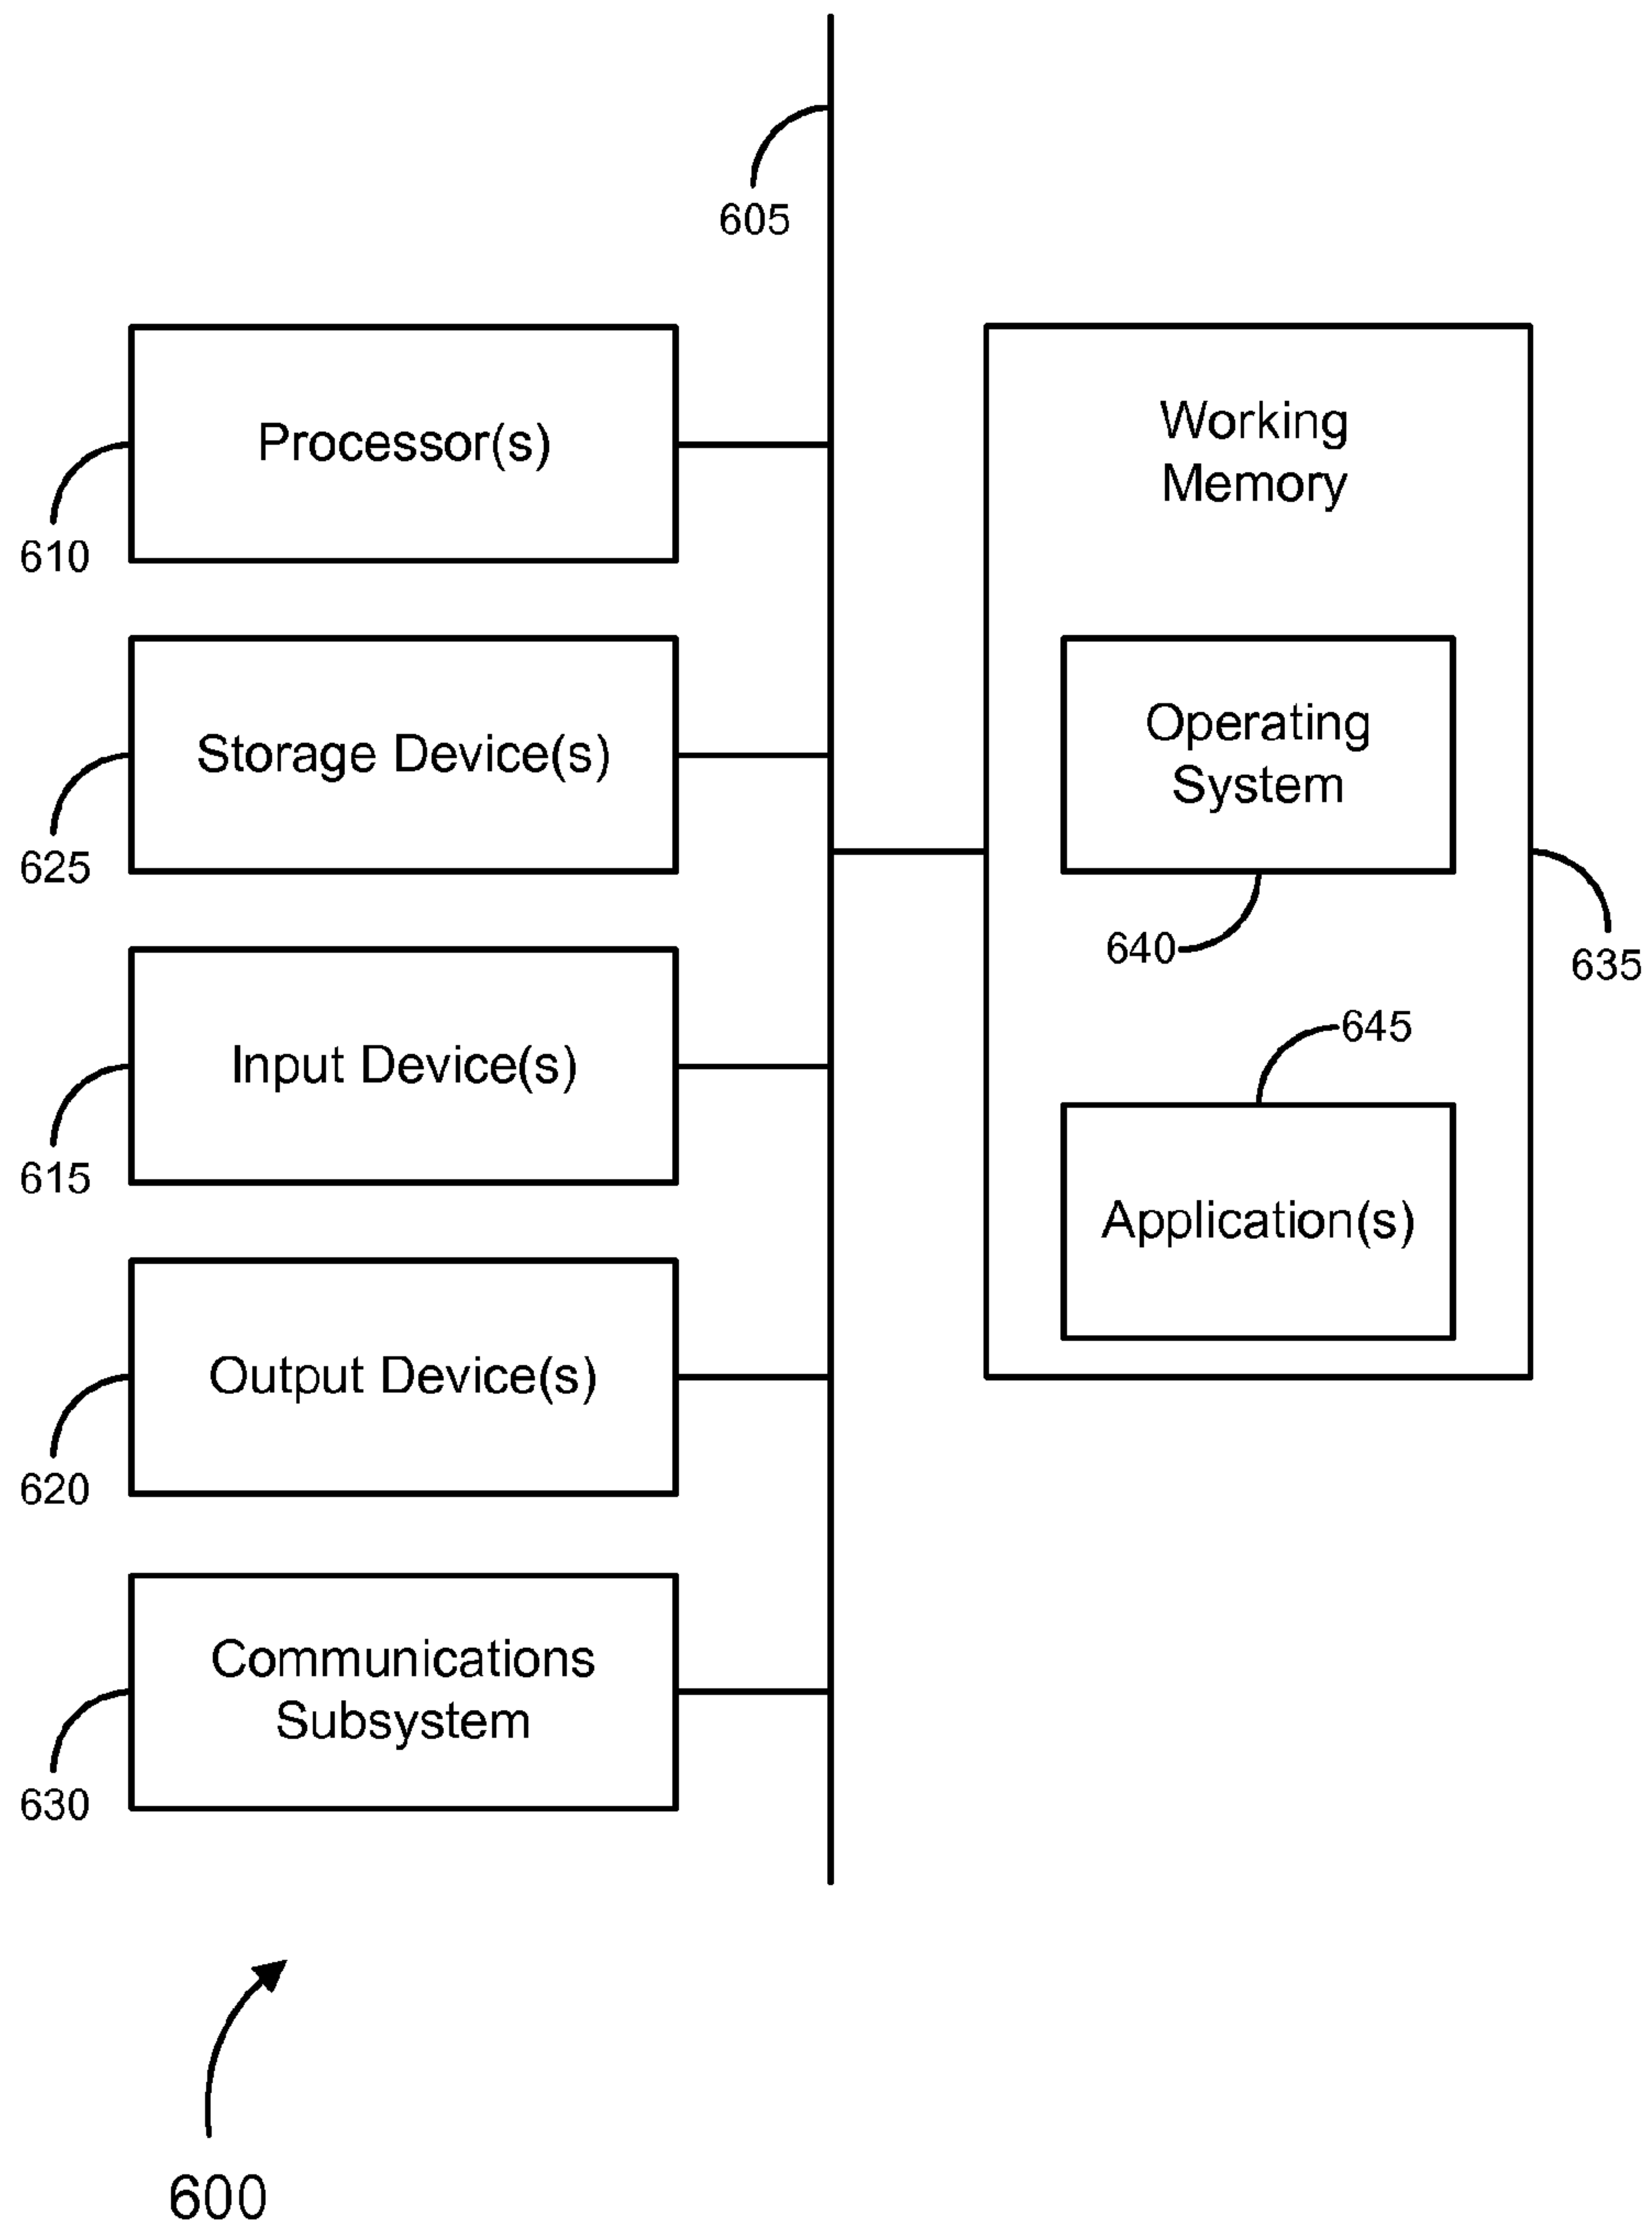 605
Processor(s)
610
Storage Device(s)
625
Input Device(s)
615
Output Device(s)
620
Communications
Subsystem
630
Working
Memory
Operating
System
640
635
645
Application(s)
600